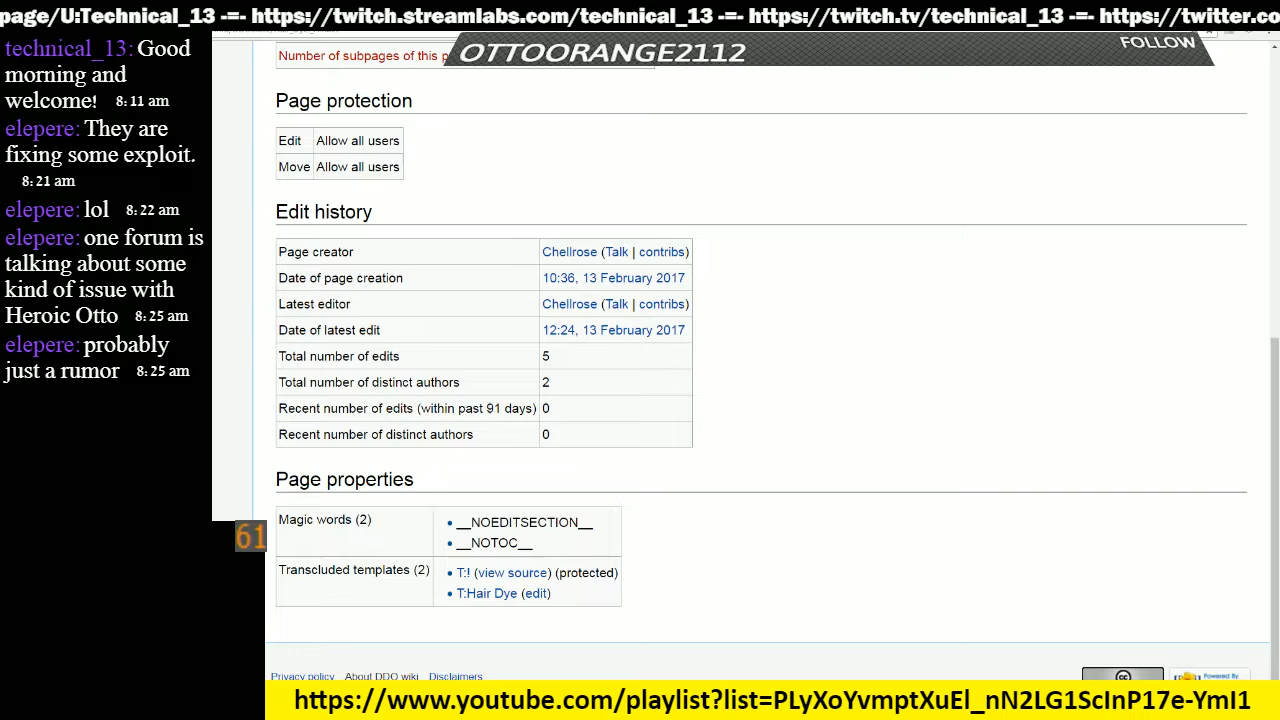 page/U:Technical_13 -=- https://twitch.streamlabs.com/technical_13 -=- https://twitch.tv/technical_13 -=- https://twitter.co
technical_13: Good
morning and
welcome! 8:11 am
elepere: They are
fixing some exploit.
8:21 am
elepere: lol 8:22 am
elepere: one forum is
talking about some
kind of issue with
Heroic Otto 8:25 am
elepere: probably
just a rumor 8:25 am
OTTOORANGE2112 FOLLOW
Number of subpages of this p
Page protection
Edit Allow all users
Move Allow all users
Edit history
Page creator Chellrose (Talk | contribs)
Date of page creation 10:36, 13 February 2017
Latest editor Chellrose (Talk | contribs)
Date of latest edit 12:24, 13 February 2017
Total number of edits 5
Total number of distinct authors 2
Recent number of edits (within past 91 days) 0
Recent number of distinct authors 0
Page properties
61
Magic words (2) • __NOEDITSECTION__
• __NOTOC__
Transcluded templates (2) • T:! (view source) (protected)
• T:Hair Dye (edit)
Privacy policy About DDO wiki Disclaimers
cc Powered By
https://www.youtube.com/playlist?list=PLyXoYvmptXuEl_nN2LG1ScInP17e-YmI1